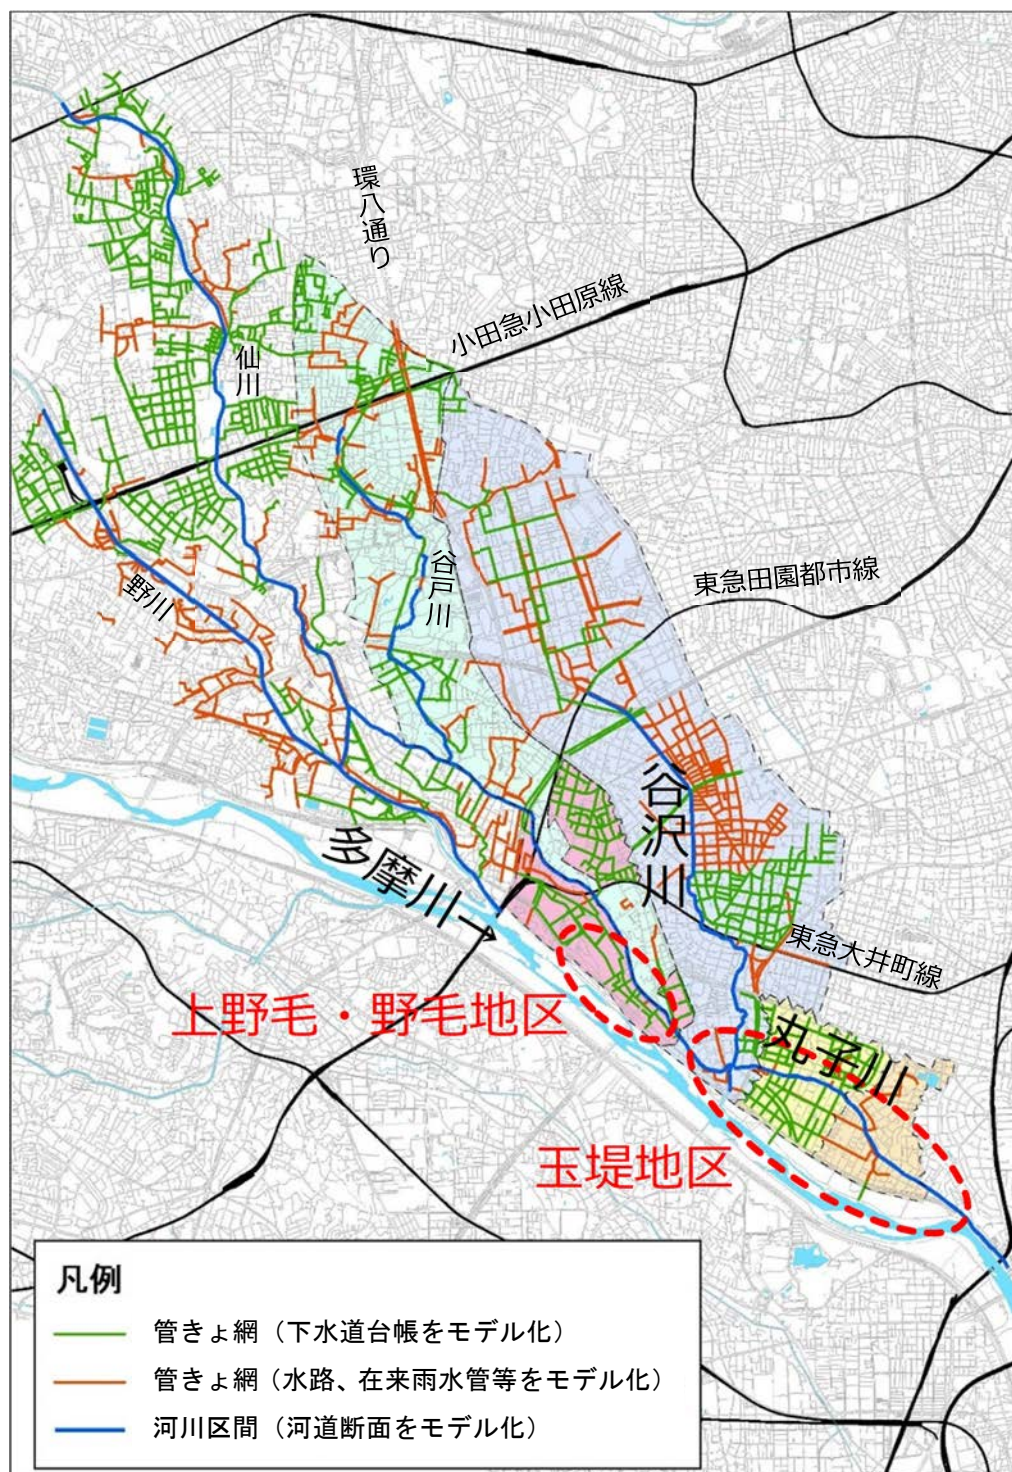 環八通り
小田急小田原線
仙川
東急田園都市線
谷戸川
野川
谷沢川
多摩川→
東急大井町線
上野毛・野毛地区
丸子川
玉堤地区
凡例
管きょ網（下水道台帳をモデル化）
管きょ網（水路、在来雨水管等をモデル化）
河川区間（河道断面をモデル化）